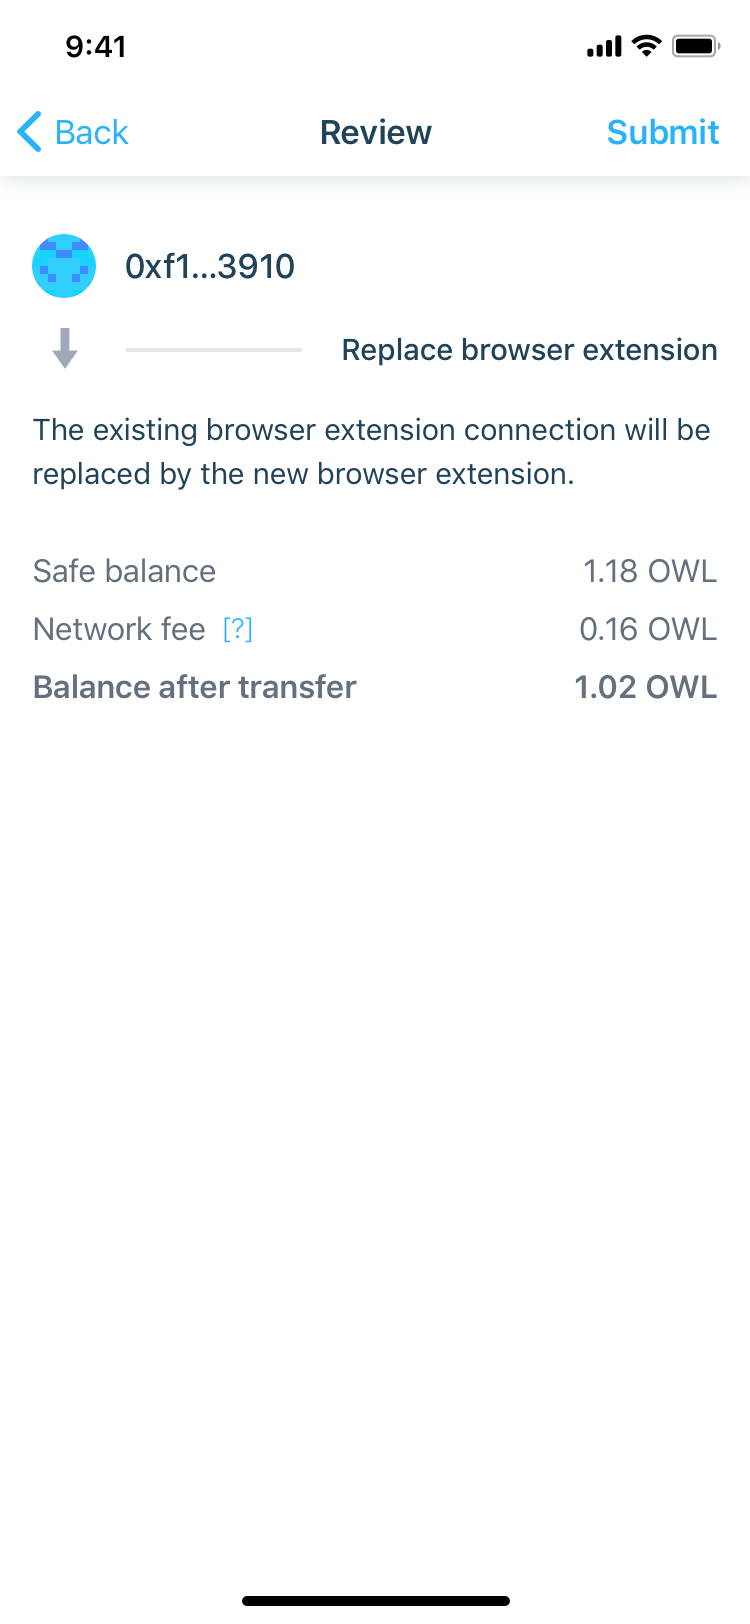 9:41
Back Review Submit
0xf1...3910
Replace browser extension
The existing browser extension connection will be
replaced by the new browser extension.
Safe balance 1.18 OWL
Network fee [?] 0.16 OWL
Balance after transfer 1.02 OWL